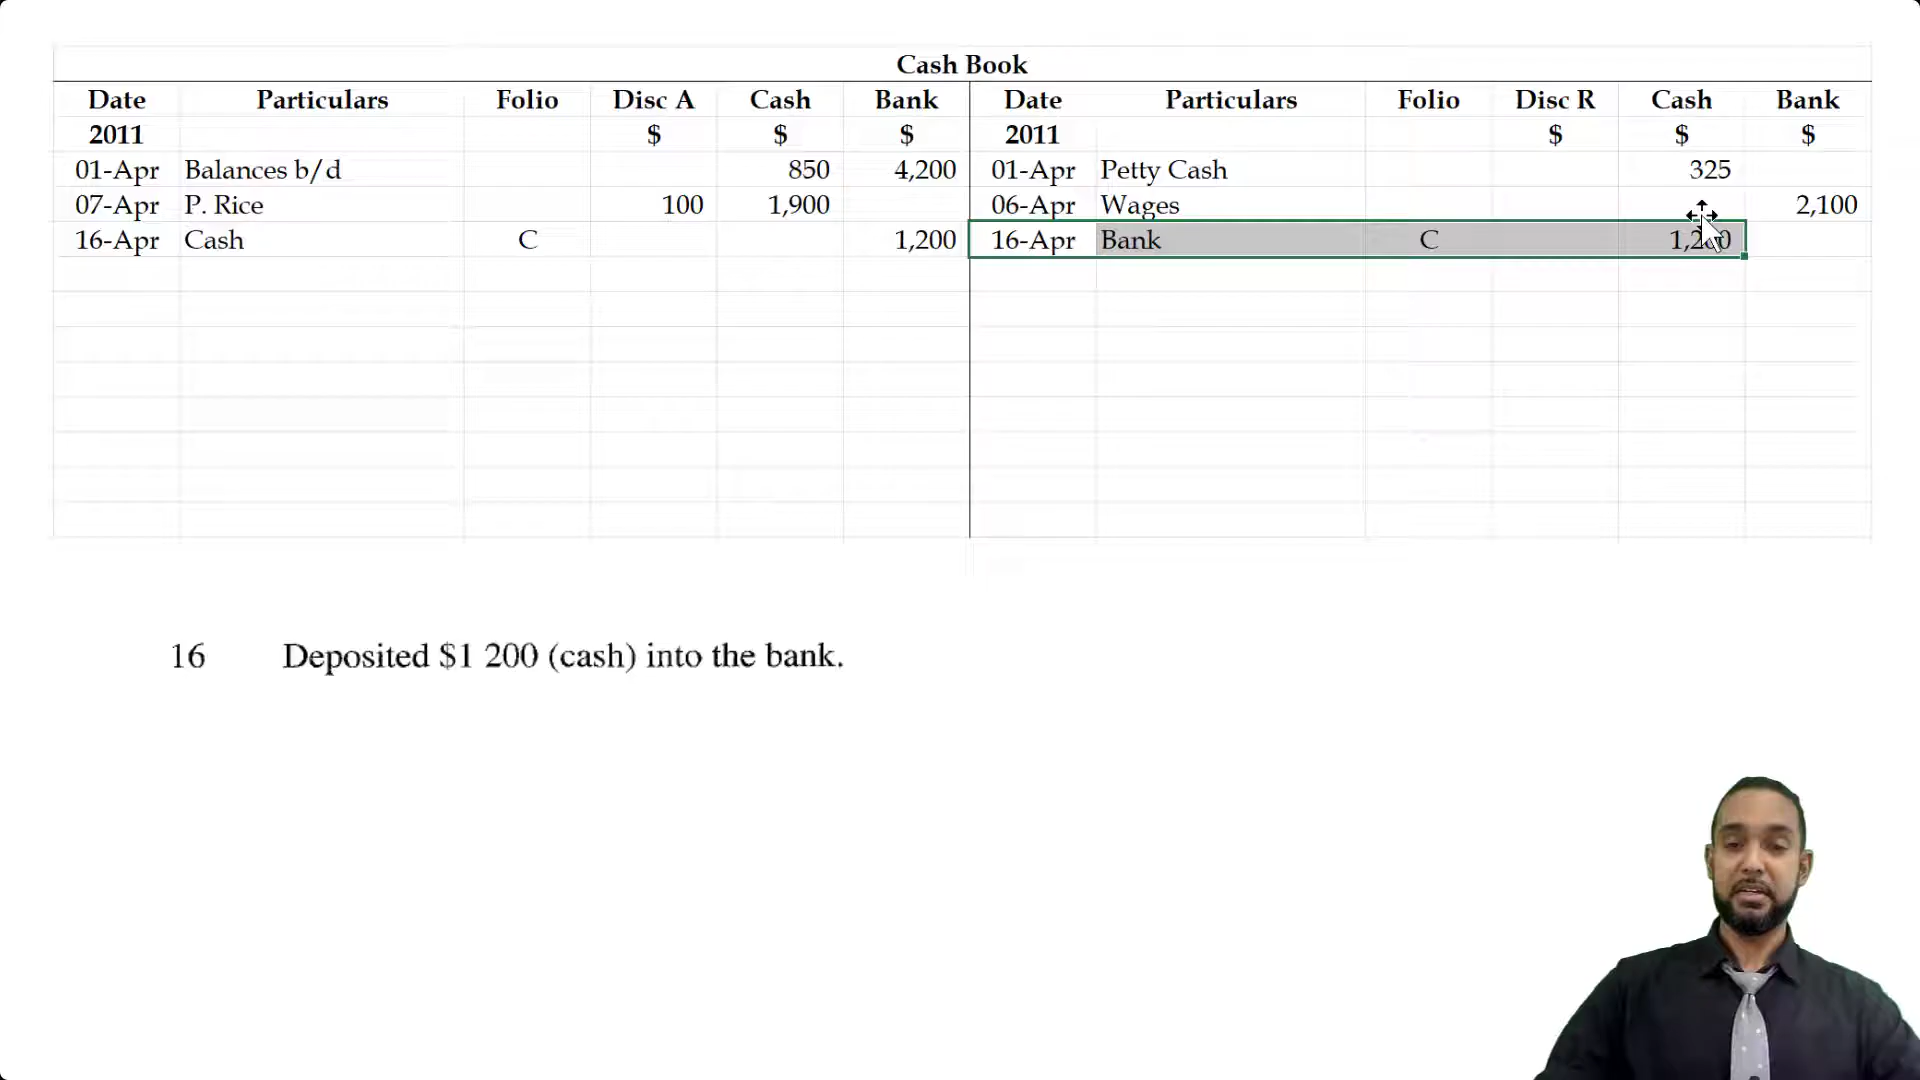 Cash Book
Date Particulars Folio Disc A Cash Bank Date Particulars Folio Disc R Cash Bank
2011 $ $ $ 2011 $ $ $
01-Apr Balances b/d 850 4,200 01-Apr Petty Cash 325
07-Apr P. Rice 100 1,900 06-Apr Wages 2,100
16-Apr Cash C 1,200 16-Apr Bank C 1,200
16 Deposited $1 200 (cash) into the bank.